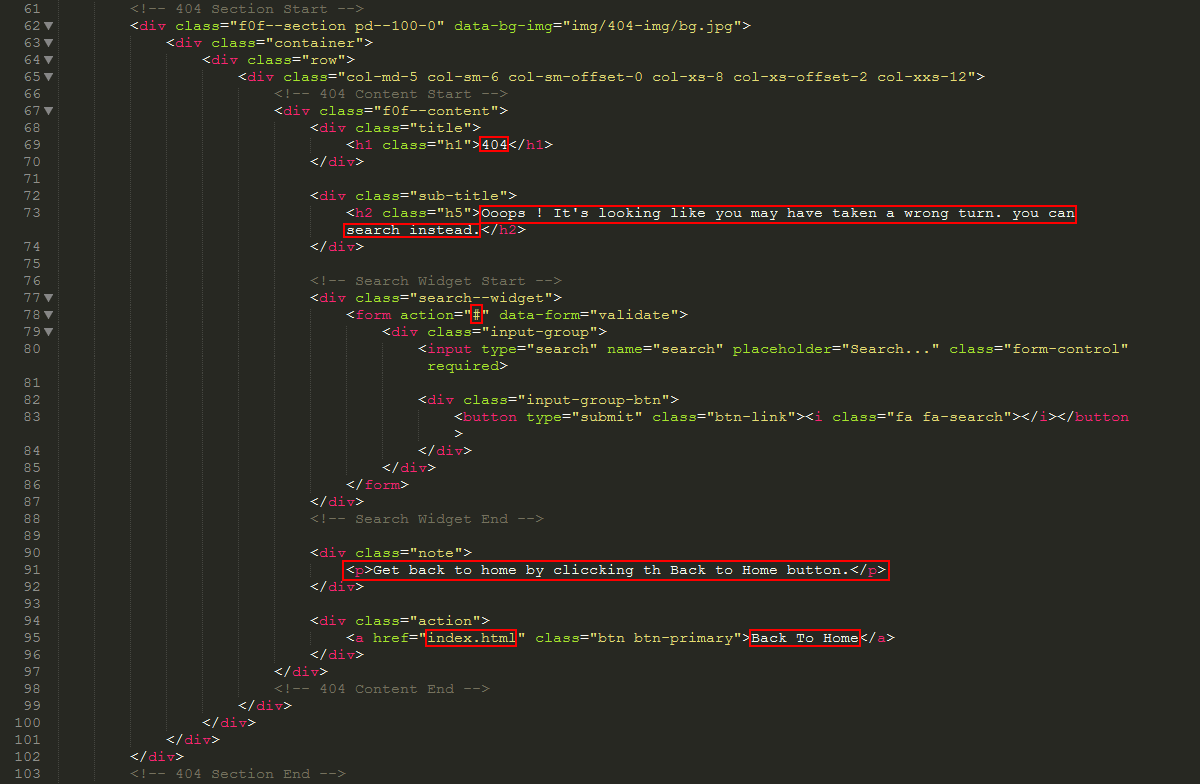 61 <!-- 404 Section Start -->
62 <div class="f0f--section pd--100-0" data-bg-img="img/404-img/bg.jpg">
63 <div class="container">
64 <div class="row">
65 <div class="col-md-5 col-sm-6 col-sm-offset-0 col-xs-8 col-xs-offset-2 col-xxs-12">
66 <!-- 404 Content Start -->
67 <div class="f0f--content">
68 <div class="title">
69 <h1 class="h1">404</h1>
70 </div>
71
72 <div class="sub-title">
73 <h2 class="h5">Ooops ! It's looking like you may have taken a wrong turn. you can
search instead.</h2>
74 </div>
75
76 <!-- Search Widget Start -->
77 <div class="search--widget">
78 <form action="#" data-form="validate">
79 <div class="input-group">
80 <input type="search" name="search" placeholder="Search..." class="form-control"
required>
81
82 <div class="input-group-btn">
83 <button type="submit" class="btn-link"><i class="fa fa-search"></i></button
>
84 </div>
85 </div>
86 </form>
87 </div>
88 <!-- Search Widget End -->
89
90 <div class="note">
91 <p>Get back to home by cliccking th Back to Home button.</p>
92 </div>
93
94 <div class="action">
95 <a href="index.html" class="btn btn-primary">Back To Home</a>
96 </div>
97 </div>
98 <!-- 404 Content End -->
99 </div>
100 </div>
101 </div>
102 </div>
103 <!-- 404 Section End -->